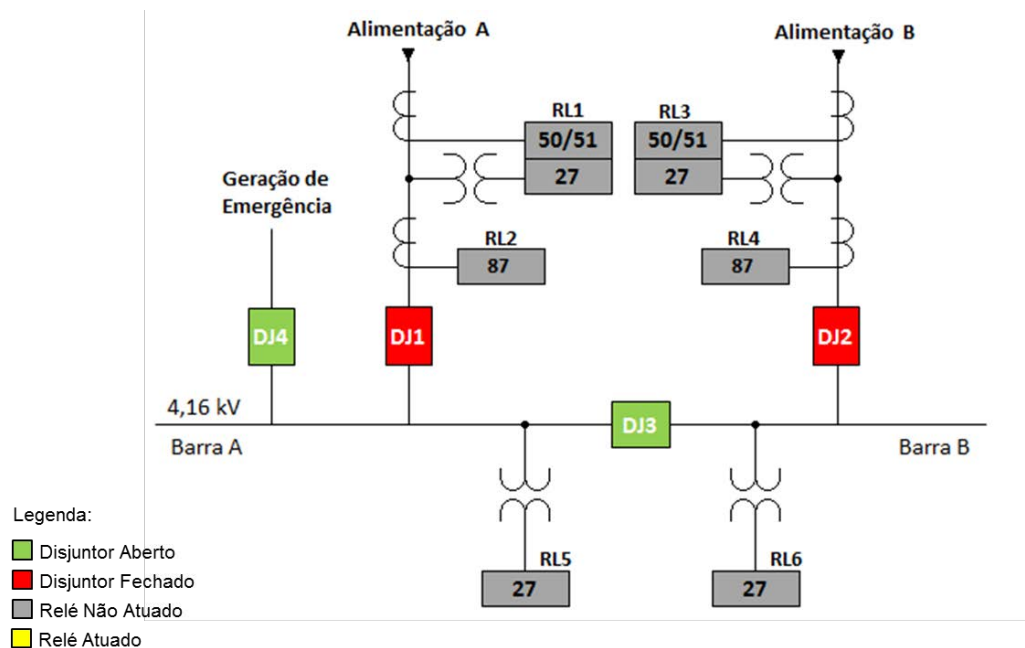 Alimentação A
Alimentação B
RL1
50/51
27
RL3
50/51
27
Geração de
Emergência
RL2
87
RL4
87
DJ4
DJ1
DJ2
4,16 kV
DJ3
Barra A
Barra B
RL5
27
RL6
27
Legenda:
Disjuntor Aberto
Disjuntor Fechado
Relé Não Atuado
Relé Atuado